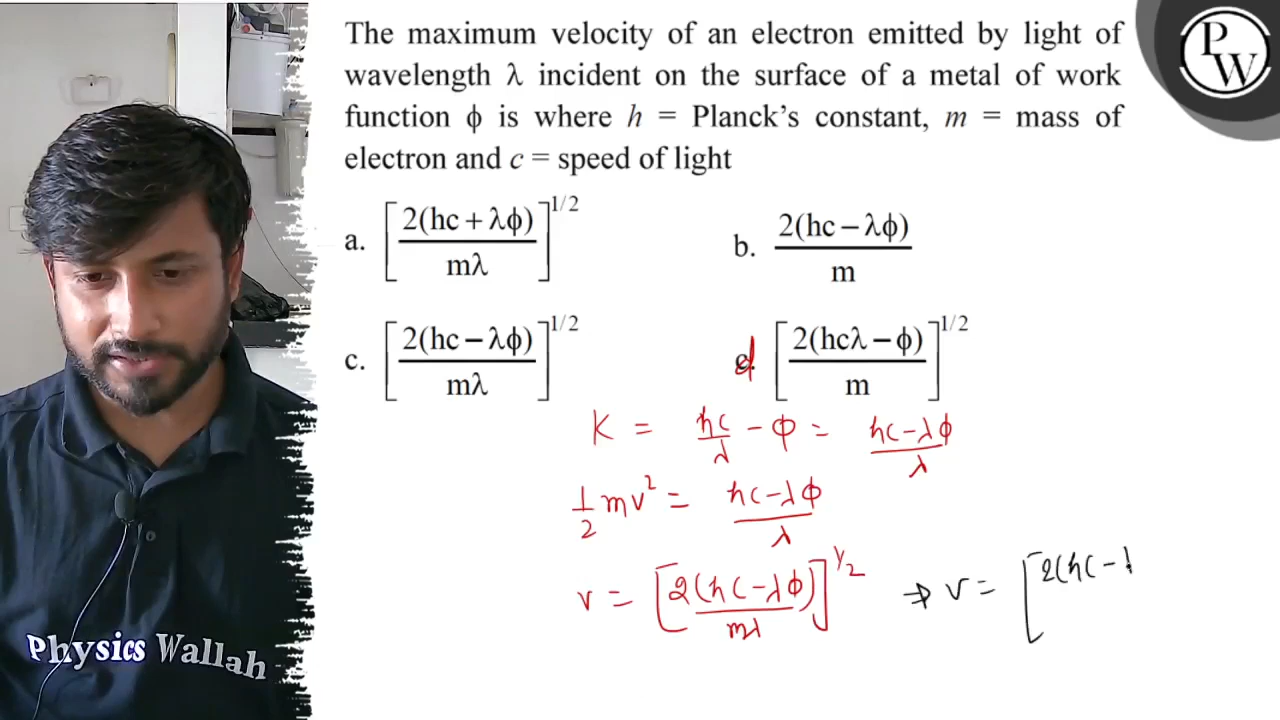 The maximum velocity of an electron emitted by light of
wavelength λ incident on the surface of a metal of work
function ϕ is where h = Planck's constant, m = mass of
electron and c = speed of light
a. [2(hc + λϕ)/mλ]^1/2
b. 2(hc − λϕ)/m
c. [2(hc − λϕ)/mλ]^1/2
d [2(hcλ − ϕ)/m]^1/2
K = hc/λ − ϕ = hc − λϕ/λ
1/2 mv² = hc − λϕ/λ
v = [2(hc − λϕ)/mλ]^1/2 ⇒ v = [2(hc −
PW
Physics Wallah